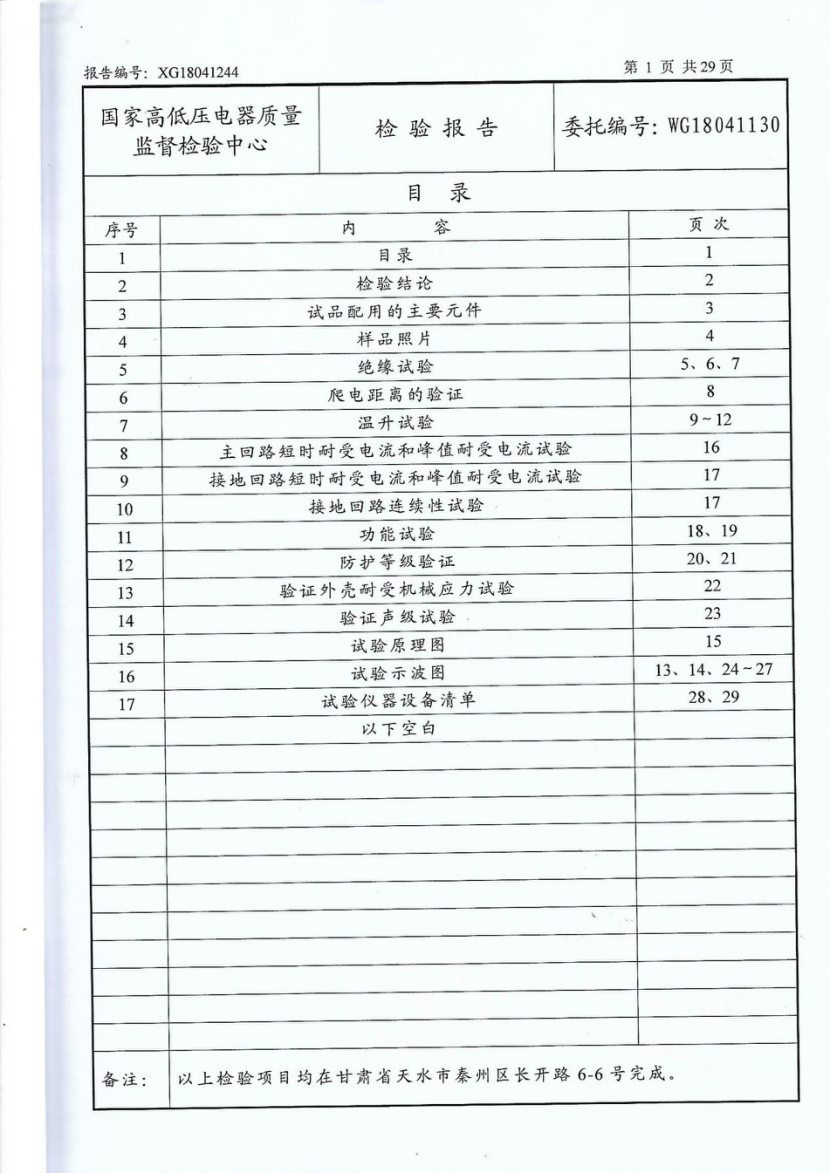 报告编号：XG18041244 第 1 页 共29页
国家高低压电器质量
监督检验中心
检 验 报 告
委托编号：WG18041130
目 录
序号 内 容 页 次
1 目录 1
2 检验结论 2
3 试品配用的主要元件 3
4 样品照片 4
5 绝缘试验 5、6、7
6 爬电距离的验证 8
7 温升试验 9~12
8 主回路短时耐受电流和峰值耐受电流试验 16
9 接地回路短时耐受电流和峰值耐受电流试验 17
10 接地回路连续性试验 17
11 功能试验 18、19
12 防护等级验证 20、21
13 验证外壳耐受机械应力试验 22
14 验证声级试验 23
15 试验原理图 15
16 试验示波图 13、14、24~27
17 试验仪器设备清单 28、29
以下空白
备注： 以上检验项目均在甘肃省天水市秦州区长开路 6-6 号完成。